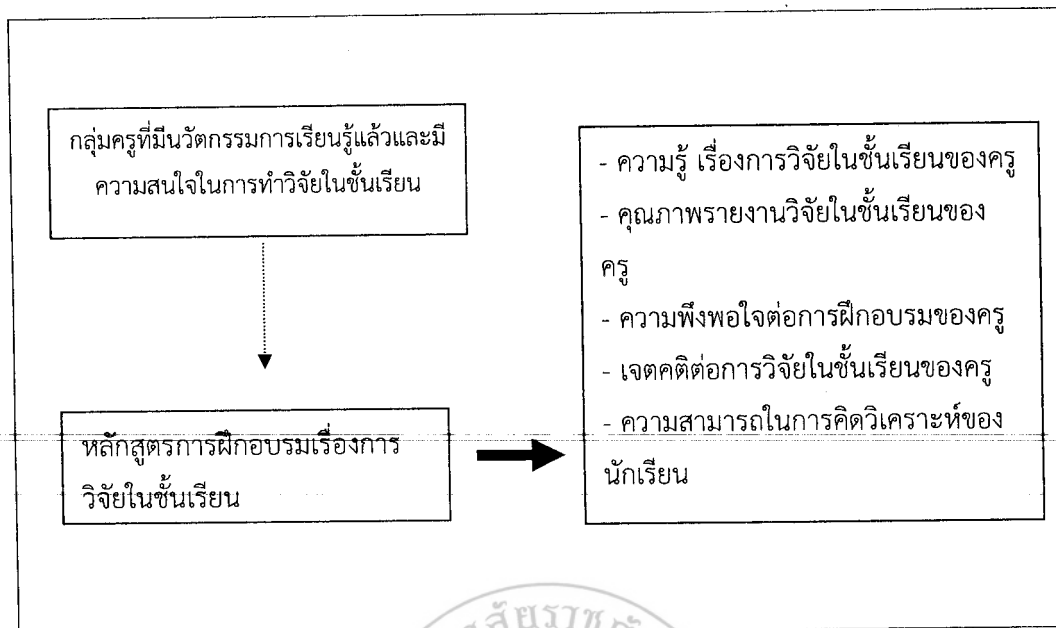 กลุ่มครูที่มีนวัตกรรมการเรียนรู้แล้วและมี
ความสนใจในการทำวิจัยในชั้นเรียน
หลักสูตรการฝึกอบรมเรื่องการ
วิจัยในชั้นเรียน
- ความรู้ เรื่องการวิจัยในชั้นเรียนของครู
- คุณภาพรายงานวิจัยในชั้นเรียนของ
ครู
- ความพึงพอใจต่อการฝึกอบรมของครู
- เจตคติต่อการวิจัยในชั้นเรียนของครู
- ความสามารถในการคิดวิเคราะห์ของ
นักเรียน